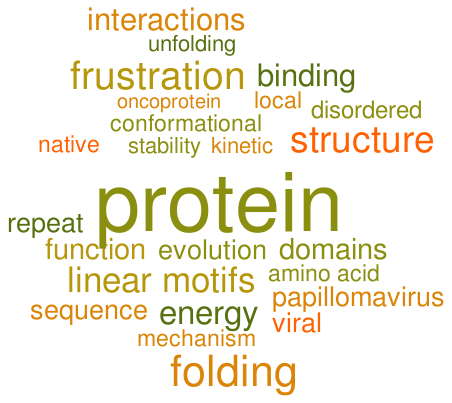 interactions
unfolding
frustration binding
oncoprotein local disordered
conformational
native stability kinetic structure
protein
repeat
function evolution domains
linear motifs amino acid
sequence energy papillomavirus
viral
mechanism
folding